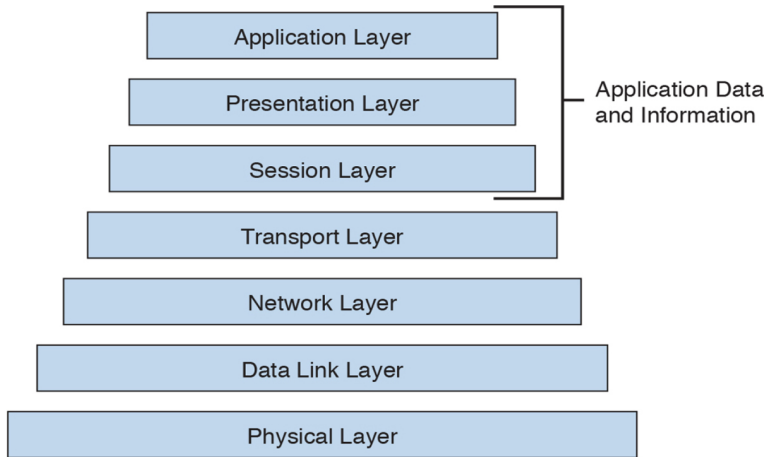 Application Layer
Presentation Layer
Session Layer
Transport Layer
Network Layer
Data Link Layer
Physical Layer
Application Data
and Information